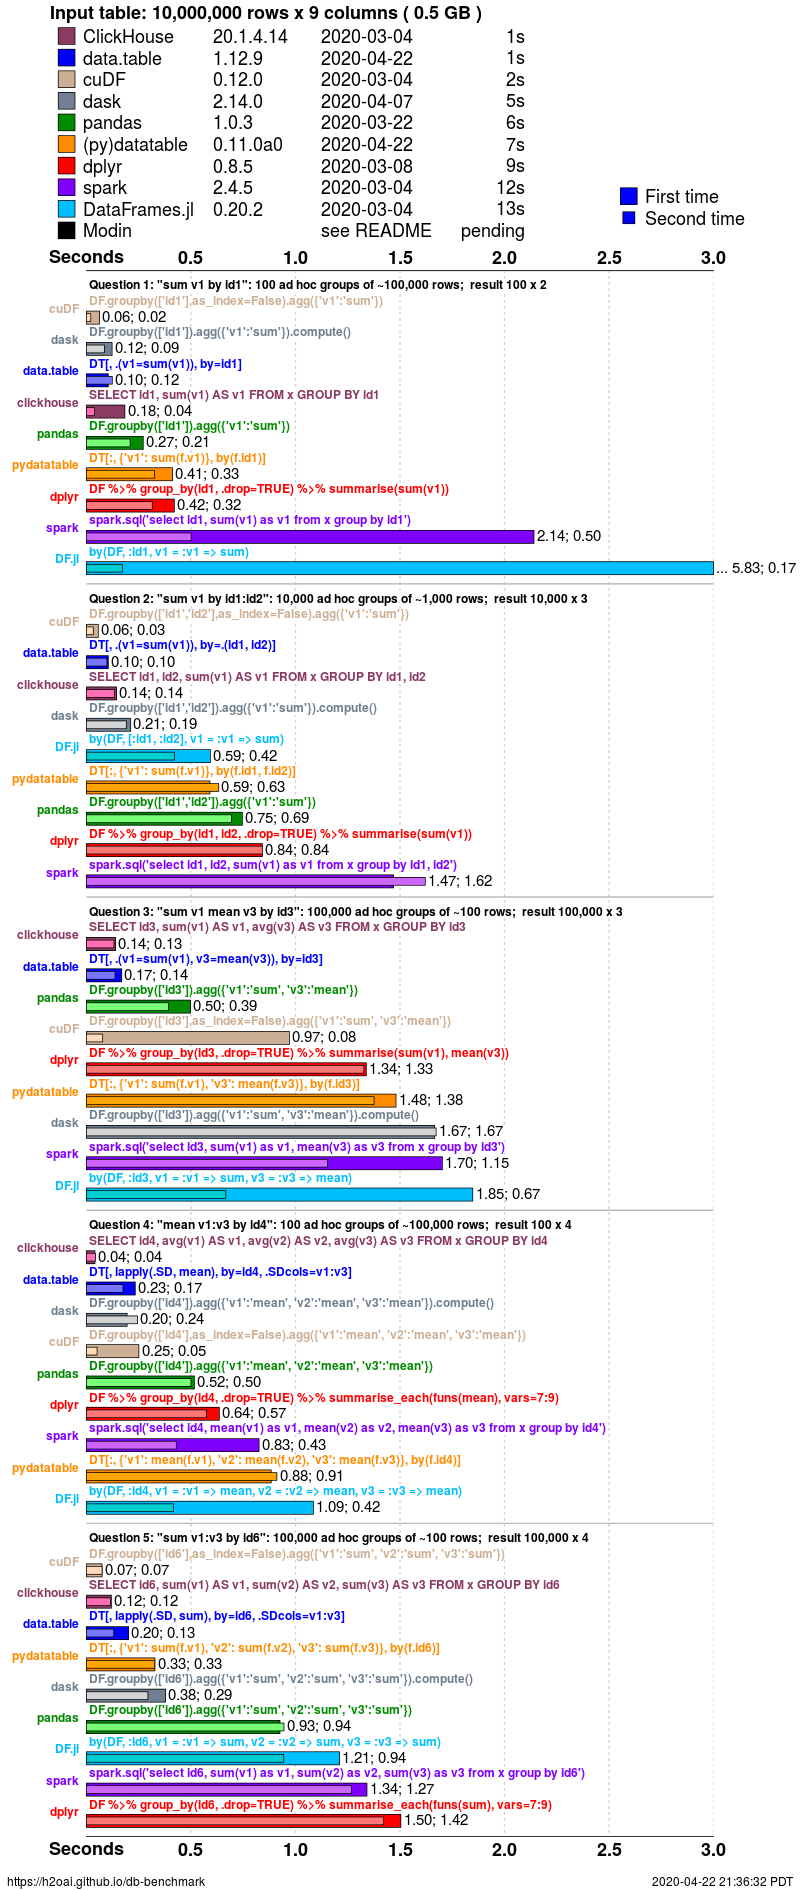 Input table: 10,000,000 rows x 9 columns ( 0.5 GB )
ClickHouse 20.1.4.14 2020-03-04 1s
data.table 1.12.9 2020-04-22 1s
cuDF 0.12.0 2020-03-04 2s
dask 2.14.0 2020-04-07 5s
pandas 1.0.3 2020-03-22 6s
(py)datatable 0.11.0a0 2020-04-22 7s
dplyr 0.8.5 2020-03-08 9s
spark 2.4.5 2020-03-04 12s
DataFrames.jl 0.20.2 2020-03-04 13s
Modin see README pending
First time
Second time
Seconds 0.5 1.0 1.5 2.0 2.5 3.0
Question 1: "sum v1 by id1": 100 ad hoc groups of ~100,000 rows; result 100 x 2
DF.groupby(['id1'],as_index=False).agg({'v1':'sum'})
cuDF 0.06; 0.02
DF.groupby(['id1']).agg({'v1':'sum'}).compute()
dask 0.12; 0.09
DT[, .(v1=sum(v1)), by=id1]
data.table 0.10; 0.12
SELECT id1, sum(v1) AS v1 FROM x GROUP BY id1
clickhouse 0.18; 0.04
DF.groupby(['id1']).agg({'v1':'sum'})
pandas 0.27; 0.21
DT[:, {'v1': sum(f.v1)}, by(f.id1)]
pydatatable 0.41; 0.33
DF %>% group_by(id1, .drop=TRUE) %>% summarise(sum(v1))
dplyr 0.42; 0.32
spark.sql('select id1, sum(v1) as v1 from x group by id1')
spark 2.14; 0.50
by(DF, :id1, v1 = :v1 => sum)
DF.jl ... 5.83; 0.17
Question 2: "sum v1 by id1:id2": 10,000 ad hoc groups of ~1,000 rows; result 10,000 x 3
DF.groupby(['id1','id2'],as_index=False).agg({'v1':'sum'})
cuDF 0.06; 0.03
DT[, .(v1=sum(v1)), by=.(id1, id2)]
data.table 0.10; 0.10
SELECT id1, id2, sum(v1) AS v1 FROM x GROUP BY id1, id2
clickhouse 0.14; 0.14
DF.groupby(['id1','id2']).agg({'v1':'sum'}).compute()
dask 0.21; 0.19
by(DF, [:id1, :id2], v1 = :v1 => sum)
DF.jl 0.59; 0.42
DT[:, {'v1': sum(f.v1)}, by(f.id1, f.id2)]
pydatatable 0.59; 0.63
DF.groupby(['id1','id2']).agg({'v1':'sum'})
pandas 0.75; 0.69
DF %>% group_by(id1, id2, .drop=TRUE) %>% summarise(sum(v1))
dplyr 0.84; 0.84
spark.sql('select id1, id2, sum(v1) as v1 from x group by id1, id2')
spark 1.47; 1.62
Question 3: "sum v1 mean v3 by id3": 100,000 ad hoc groups of ~100 rows; result 100,000 x 3
SELECT id3, sum(v1) AS v1, avg(v3) AS v3 FROM x GROUP BY id3
clickhouse 0.14; 0.13
DT[, .(v1=sum(v1), v3=mean(v3)), by=id3]
data.table 0.17; 0.14
DF.groupby(['id3']).agg({'v1':'sum', 'v3':'mean'})
pandas 0.50; 0.39
DF.groupby(['id3'],as_index=False).agg({'v1':'sum', 'v3':'mean'})
cuDF 0.97; 0.08
DF %>% group_by(id3, .drop=TRUE) %>% summarise(sum(v1), mean(v3))
dplyr 1.34; 1.33
DT[:, {'v1': sum(f.v1), 'v3': mean(f.v3)}, by(f.id3)]
pydatatable 1.48; 1.38
DF.groupby(['id3']).agg({'v1':'sum', 'v3':'mean'}).compute()
dask 1.67; 1.67
spark.sql('select id3, sum(v1) as v1, mean(v3) as v3 from x group by id3')
spark 1.70; 1.15
by(DF, :id3, v1 = :v1 => sum, v3 = :v3 => mean)
DF.jl 1.85; 0.67
Question 4: "mean v1:v3 by id4": 100 ad hoc groups of ~100,000 rows; result 100 x 4
SELECT id4, avg(v1) AS v1, avg(v2) AS v2, avg(v3) AS v3 FROM x GROUP BY id4
clickhouse 0.04; 0.04
DT[, lapply(.SD, mean), by=id4, .SDcols=v1:v3]
data.table 0.23; 0.17
DF.groupby(['id4']).agg({'v1':'mean', 'v2':'mean', 'v3':'mean'}).compute()
dask 0.20; 0.24
DF.groupby(['id4'],as_index=False).agg({'v1':'mean', 'v2':'mean', 'v3':'mean'})
cuDF 0.25; 0.05
DF.groupby(['id4']).agg({'v1':'mean', 'v2':'mean', 'v3':'mean'})
pandas 0.52; 0.50
DF %>% group_by(id4, .drop=TRUE) %>% summarise_each(funs(mean), vars=7:9)
dplyr 0.64; 0.57
spark.sql('select id4, mean(v1) as v1, mean(v2) as v2, mean(v3) as v3 from x group by id4')
spark 0.83; 0.43
DT[:, {'v1': mean(f.v1), 'v2': mean(f.v2), 'v3': mean(f.v3)}, by(f.id4)]
pydatatable 0.88; 0.91
by(DF, :id4, v1 = :v1 => mean, v2 = :v2 => mean, v3 = :v3 => mean)
DF.jl 1.09; 0.42
Question 5: "sum v1:v3 by id6": 100,000 ad hoc groups of ~100 rows; result 100,000 x 4
DF.groupby(['id6'],as_index=False).agg({'v1':'sum', 'v2':'sum', 'v3':'sum'})
cuDF 0.07; 0.07
SELECT id6, sum(v1) AS v1, sum(v2) AS v2, sum(v3) AS v3 FROM x GROUP BY id6
clickhouse 0.12; 0.12
DT[, lapply(.SD, sum), by=id6, .SDcols=v1:v3]
data.table 0.20; 0.13
DT[:, {'v1': sum(f.v1), 'v2': sum(f.v2), 'v3': sum(f.v3)}, by(f.id6)]
pydatatable 0.33; 0.33
DF.groupby(['id6']).agg({'v1':'sum', 'v2':'sum', 'v3':'sum'}).compute()
dask 0.38; 0.29
DF.groupby(['id6']).agg({'v1':'sum', 'v2':'sum', 'v3':'sum'})
pandas 0.93; 0.94
by(DF, :id6, v1 = :v1 => sum, v2 = :v2 => sum, v3 = :v3 => sum)
DF.jl 1.21; 0.94
spark.sql('select id6, sum(v1) as v1, sum(v2) as v2, sum(v3) as v3 from x group by id6')
spark 1.34; 1.27
DF %>% group_by(id6, .drop=TRUE) %>% summarise_each(funs(sum), vars=7:9)
dplyr 1.50; 1.42
Seconds 0.5 1.0 1.5 2.0 2.5 3.0
https://h2oai.github.io/db-benchmark 2020-04-22 21:36:32 PDT